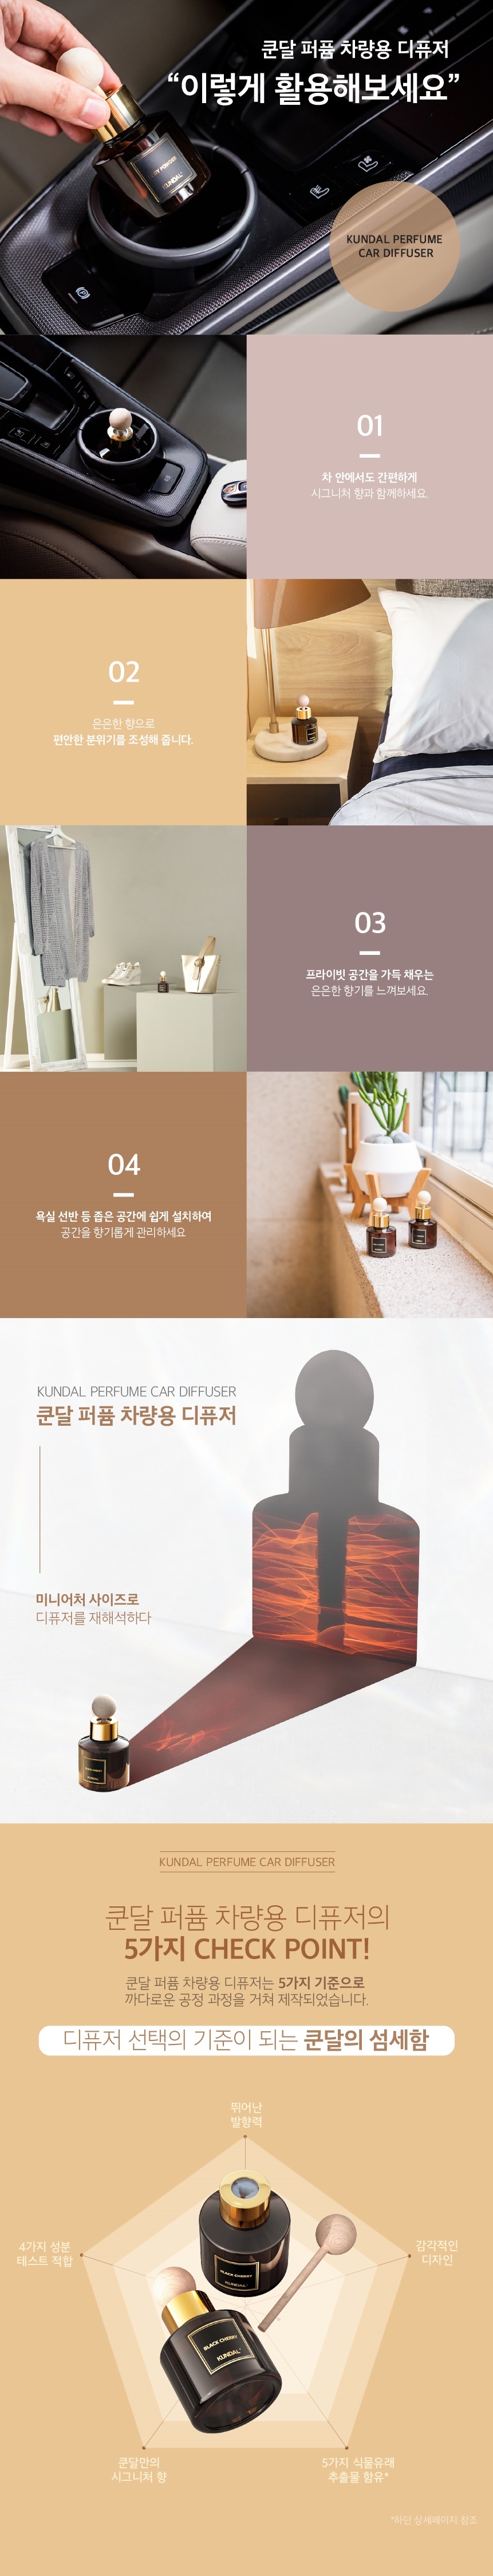 쿤달 퍼퓸 차량용 디퓨저
“이렇게 활용해보세요”
KUNDAL
KUNDAL PERFUME
CAR DIFFUSER
01
차 안에서도 간편하게
시그니처 향과 함께하세요.
02
은은한 향으로
편안한 분위기를 조성해 줍니다.
03
프라이빗 공간을 가득 채우는
은은한 향기를 느껴보세요.
04
욕실 선반 등 좁은 공간에 쉽게 설치하여
공간을 향기롭게 관리하세요
KUNDAL PERFUME CAR DIFFUSER
쿤달 퍼퓸 차량용 디퓨저
미니어처 사이즈로
디퓨저를 재해석하다
KUNDAL PERFUME CAR DIFFUSER
쿤달 퍼퓸 차량용 디퓨저의
5가지 CHECK POINT!
쿤달 퍼퓸 차량용 디퓨저는 5가지 기준으로
까다로운 공정 과정을 거쳐 제작되었습니다.
디퓨저 선택의 기준이 되는 쿤달의 섬세함
뛰어난
발향력
4가지 성분
테스트 적합
감각적인
디자인
BLACK CHERRY
KUNDAL
BLACK CHERRY
KUNDAL
쿤달만의
시그니처 향
5가지 식물유래
추출물 함유*
*하단 상세페이지 참조